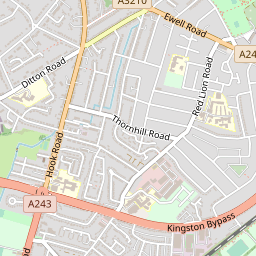 A3210
Ewell Road
A24
Ditton Road
Red Lion Road
Thornhill Road
Hook Road
A243
Kingston Bypass